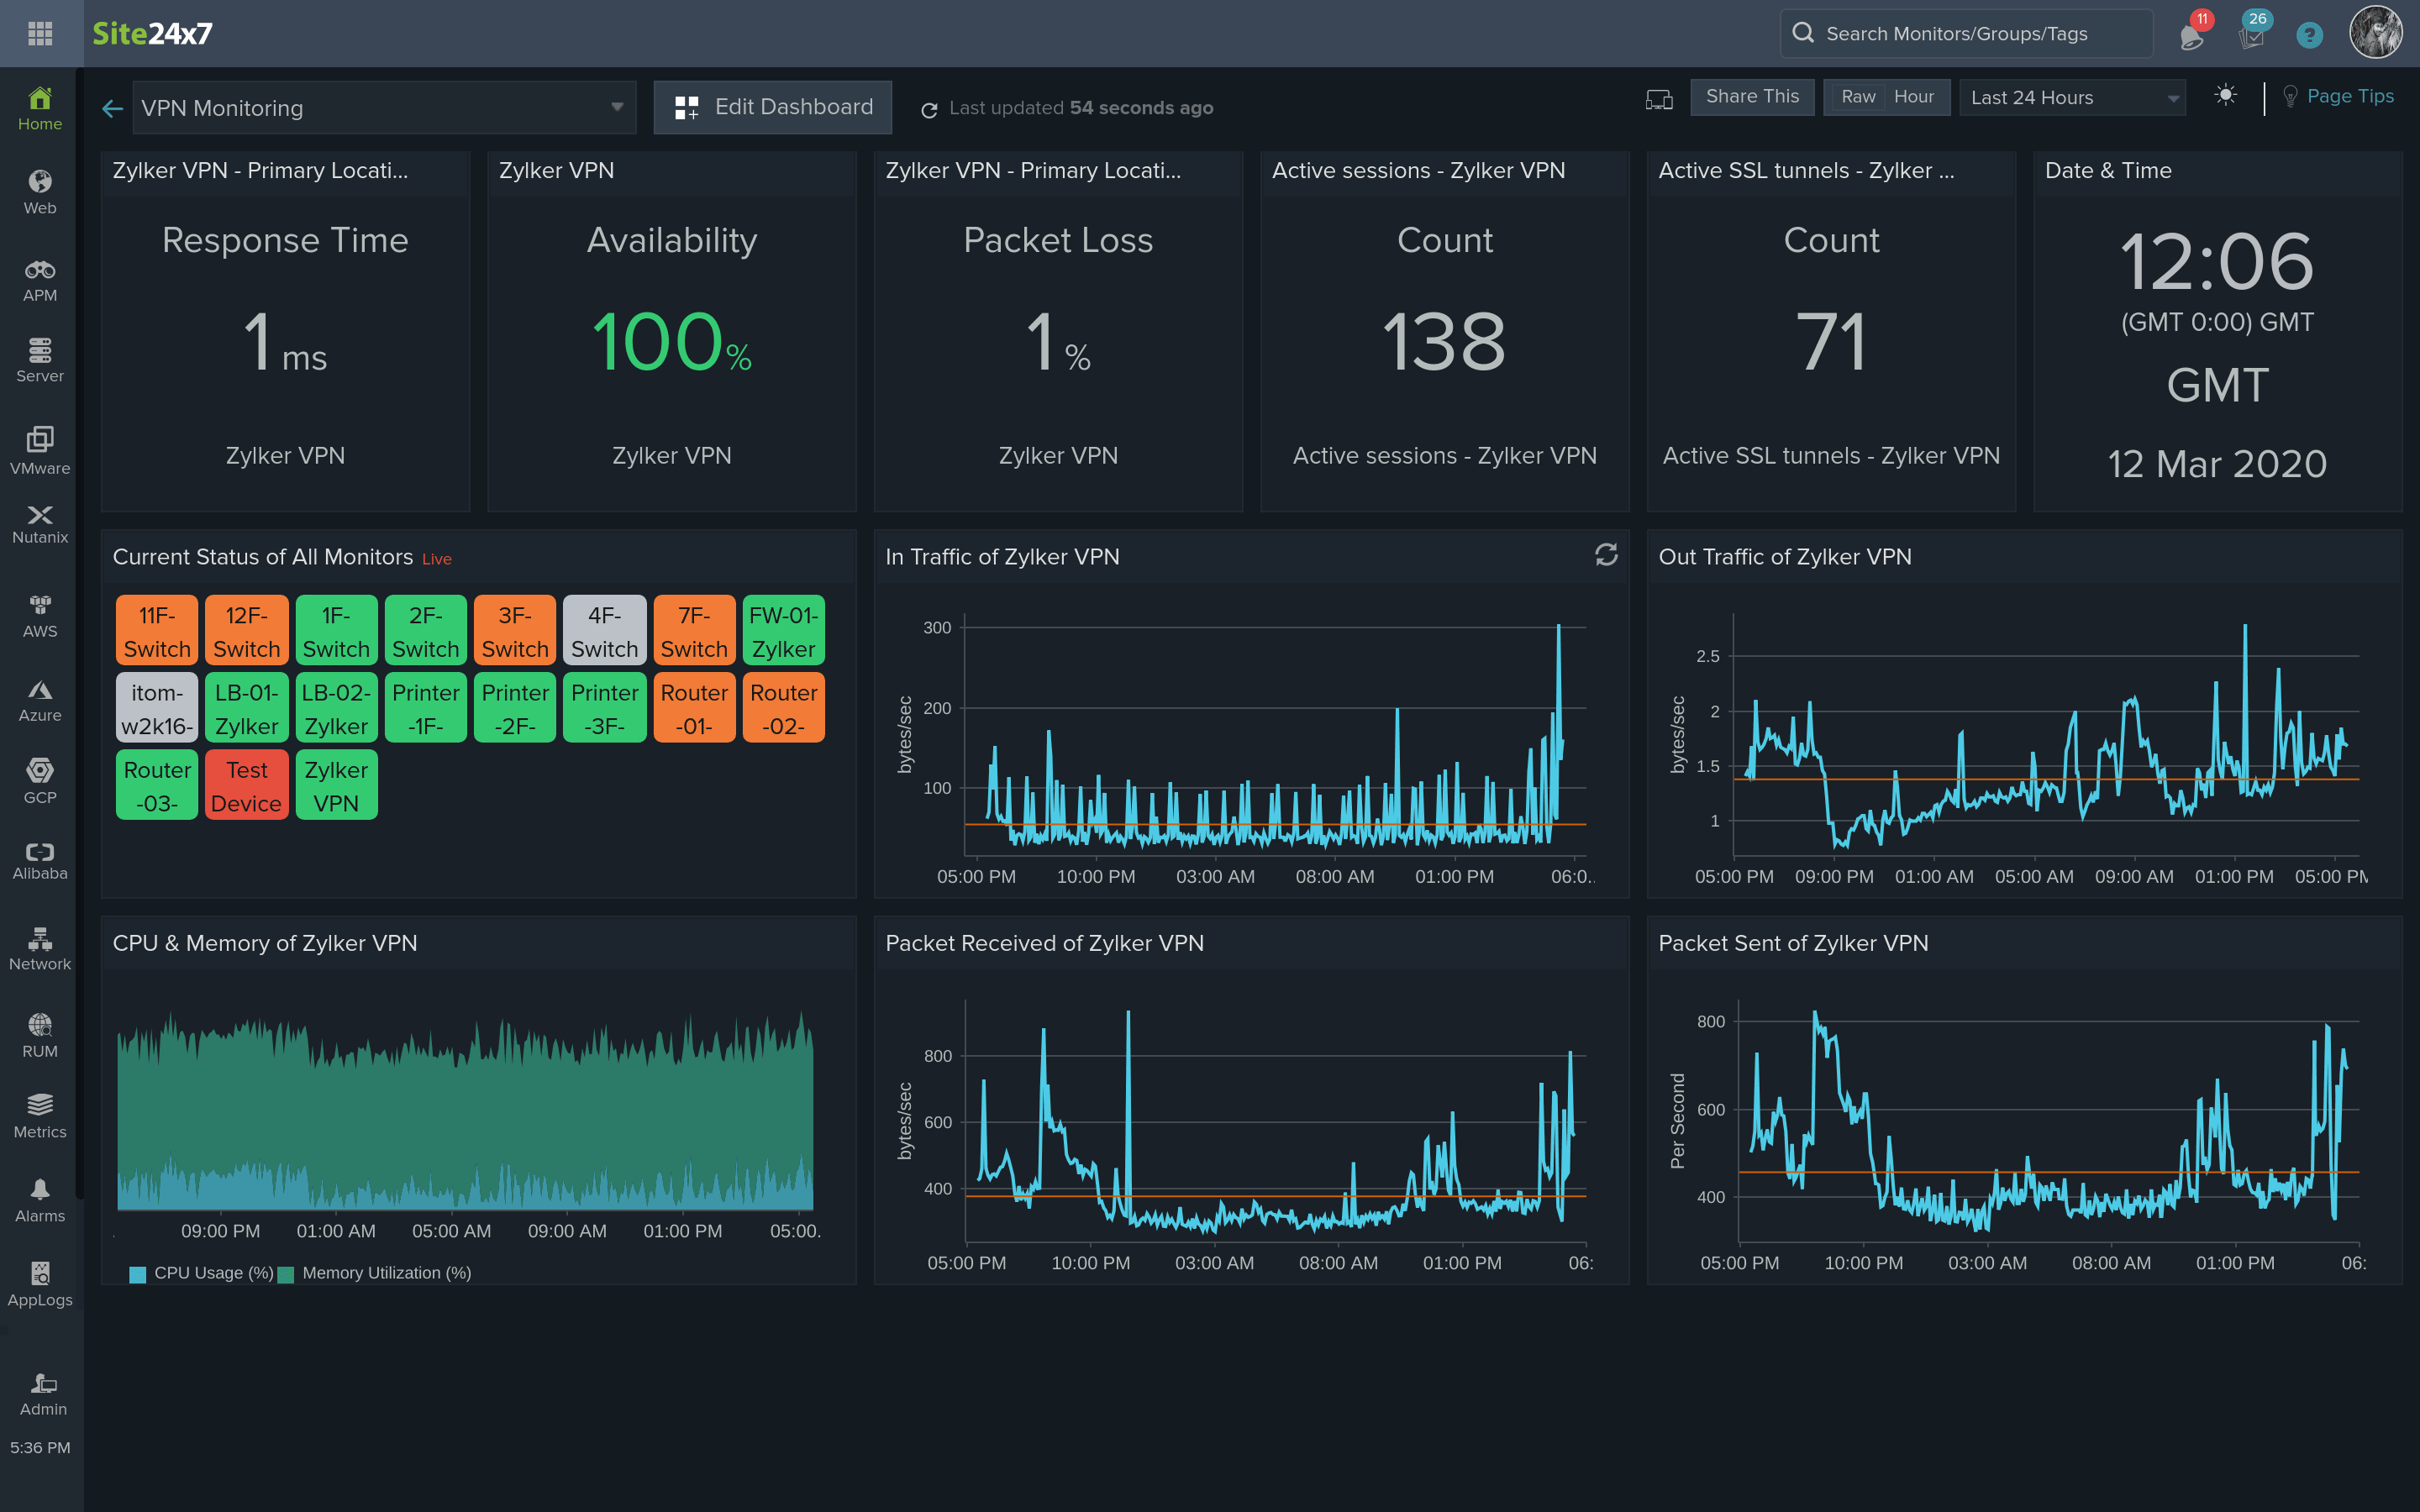 Site24x7
Search Monitors/Groups/Tags
11
26
?
Home
Web
APM
Server
VMware
Nutanix
AWS
Azure
GCP
Alibaba
Network
RUM
Metrics
Alarms
AppLogs
Admin
5:36 PM
VPN Monitoring
Edit Dashboard
Last updated 54 seconds ago
Share This
Raw Hour
Last 24 Hours
Page Tips
Zylker VPN - Primary Locati...
Response Time
1 ms
Zylker VPN
Zylker VPN
Availability
100%
Zylker VPN
Zylker VPN - Primary Locati...
Packet Loss
1 %
Zylker VPN
Active sessions - Zylker VPN
Count
138
Active sessions - Zylker VPN
Active SSL tunnels - Zylker ...
Count
71
Active SSL tunnels - Zylker VPN
Date & Time
12:06
(GMT 0:00) GMT
GMT
12 Mar 2020
Current Status of All Monitors Live
11F-
Switch
12F-
Switch
1F-
Switch
2F-
Switch
3F-
Switch
4F-
Switch
7F-
Switch
FW-01-
Zylker
itom-
w2k16-
LB-01-
Zylker
LB-02-
Zylker
Printer
-1F-
Printer
-2F-
Printer
-3F-
Router
-01-
Router
-02-
Router
-03-
Test
Device
Zylker
VPN
In Traffic of Zylker VPN
bytes/sec
300
200
100
05:00 PM 10:00 PM 03:00 AM 08:00 AM 01:00 PM 06:0..
Out Traffic of Zylker VPN
bytes/sec
2.5
2
1.5
1
05:00 PM 09:00 PM 01:00 AM 05:00 AM 09:00 AM 01:00 PM 05:00 PM
CPU & Memory of Zylker VPN
. 09:00 PM 01:00 AM 05:00 AM 09:00 AM 01:00 PM 05:00.
CPU Usage (%) Memory Utilization (%)
Packet Received of Zylker VPN
bytes/sec
800
600
400
05:00 PM 10:00 PM 03:00 AM 08:00 AM 01:00 PM 06:
Packet Sent of Zylker VPN
Per Second
800
600
400
05:00 PM 10:00 PM 03:00 AM 08:00 AM 01:00 PM 06: